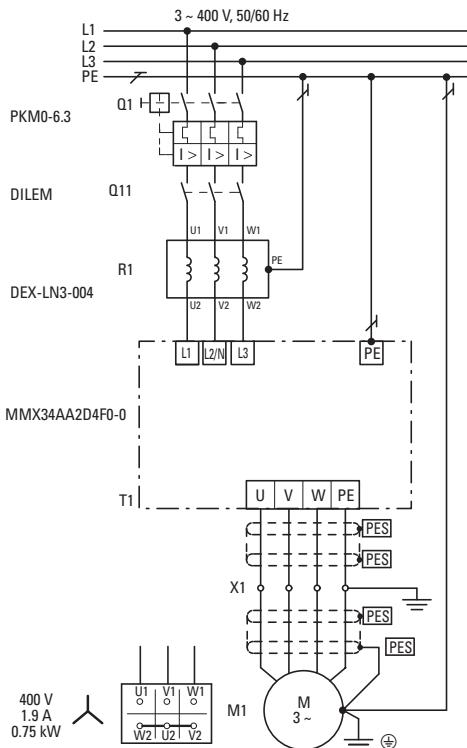 3 ~ 400 V, 50/60 Hz
L1
L2
L3
PE
Q1
PKM0-6.3
I > I > I >
DILEM
Q11
U1 V1 W1
PE
R1
DEX-LN3-004
U2 V2 W2
L1 L2/N L3 PE
MMX34AA2D4F0-0
T1
U V W PE
PES
PES
X1
PES
PES
400 V
1.9 A
0.75 kW
U1 V1 W1
W2 U2 V2
M1
M
3 ~